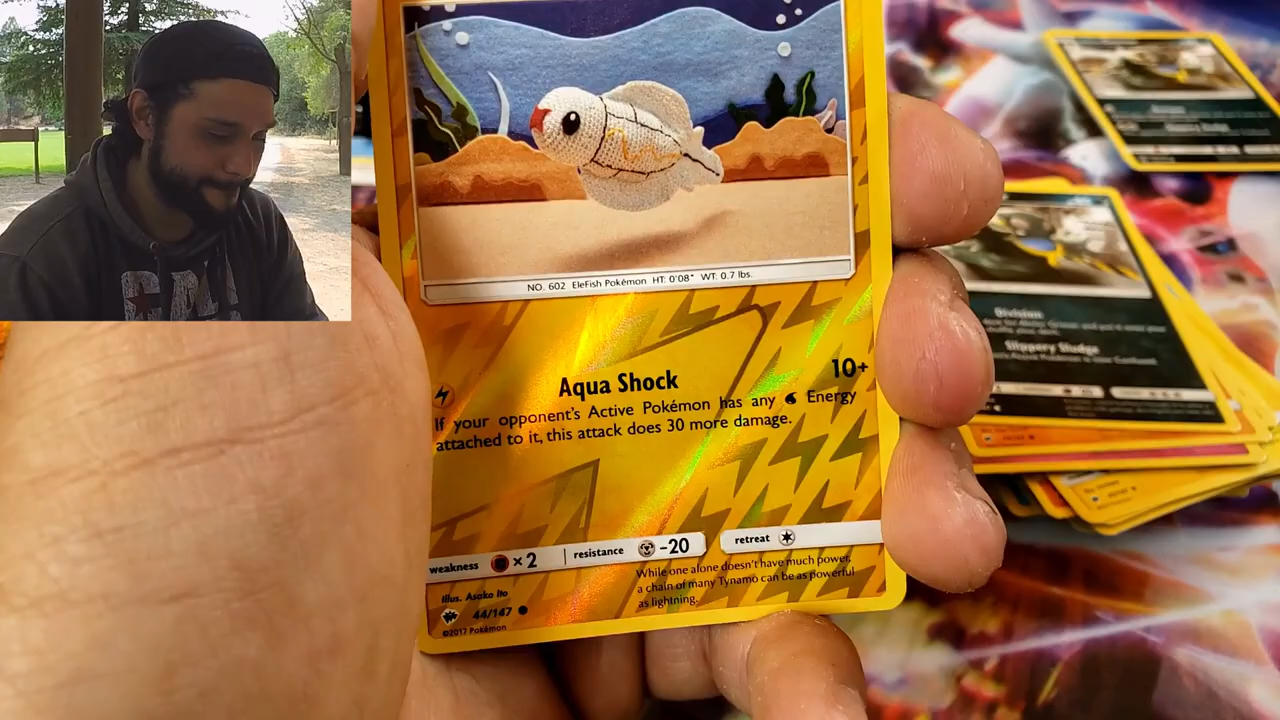 NO. 602 EleFish Pokémon HT: 0'08" WT: 0.7 lbs.
Aqua Shock 10+
If your opponent's Active Pokémon has any Energy
attached to it, this attack does 30 more damage.
weakness ×2 resistance -20 retreat
While one alone doesn't have much power,
a chain of many Tynamo can be as powerful
as lightning.
Illus. Asako Ito
44/147
©2017 Pokémon
Division
Slippery Sludge